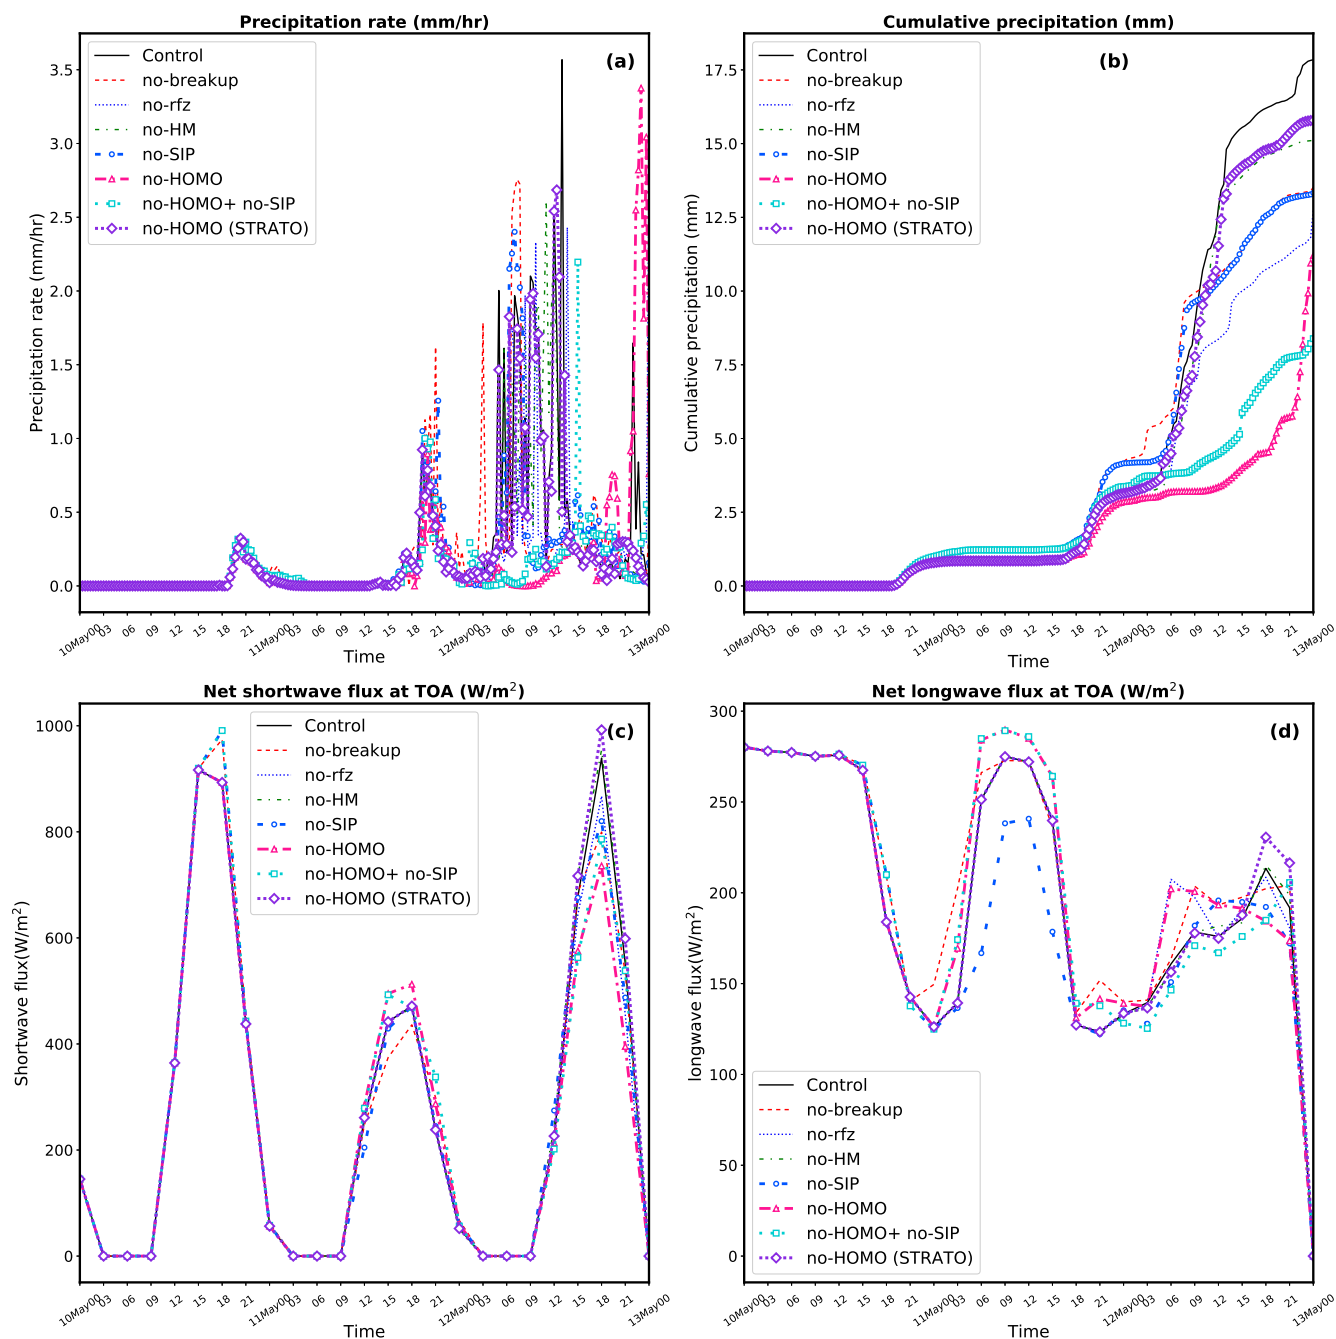 Precipitation rate (mm/hr)
(a)
Control
no-breakup
no-rfz
no-HM
no-SIP
no-HOMO
no-HOMO+ no-SIP
no-HOMO (STRATO)
Precipitation rate (mm/hr)
3.5
3.0
2.5
2.0
1.5
1.0
0.5
0.0
10May00 03 06 09 12 15 18 21 11May00 03 06 09 12 15 18 21 12May00 03 06 09 12 15 18 21 13May00
Time
Cumulative precipitation (mm)
(b)
Control
no-breakup
no-rfz
no-HM
no-SIP
no-HOMO
no-HOMO+ no-SIP
no-HOMO (STRATO)
Cumulative precipitation (mm)
17.5
15.0
12.5
10.0
7.5
5.0
2.5
0.0
10May00 03 06 09 12 15 18 21 11May00 03 06 09 12 15 18 21 12May00 03 06 09 12 15 18 21 13May00
Time
Net shortwave flux at TOA (W/m²)
(c)
Control
no-breakup
no-rfz
no-HM
no-SIP
no-HOMO
no-HOMO+ no-SIP
no-HOMO (STRATO)
Shortwave flux(W/m²)
1000
800
600
400
200
0
10May00 03 06 09 12 15 18 21 11May00 03 06 09 12 15 18 21 12May00 03 06 09 12 15 18 21 13May00
Time
Net longwave flux at TOA (W/m²)
(d)
Control
no-breakup
no-rfz
no-HM
no-SIP
no-HOMO
no-HOMO+ no-SIP
no-HOMO (STRATO)
longwave flux(W/m²)
300
250
200
150
100
50
0
10May00 03 06 09 12 15 18 21 11May00 03 06 09 12 15 18 21 12May00 03 06 09 12 15 18 21 13May00
Time